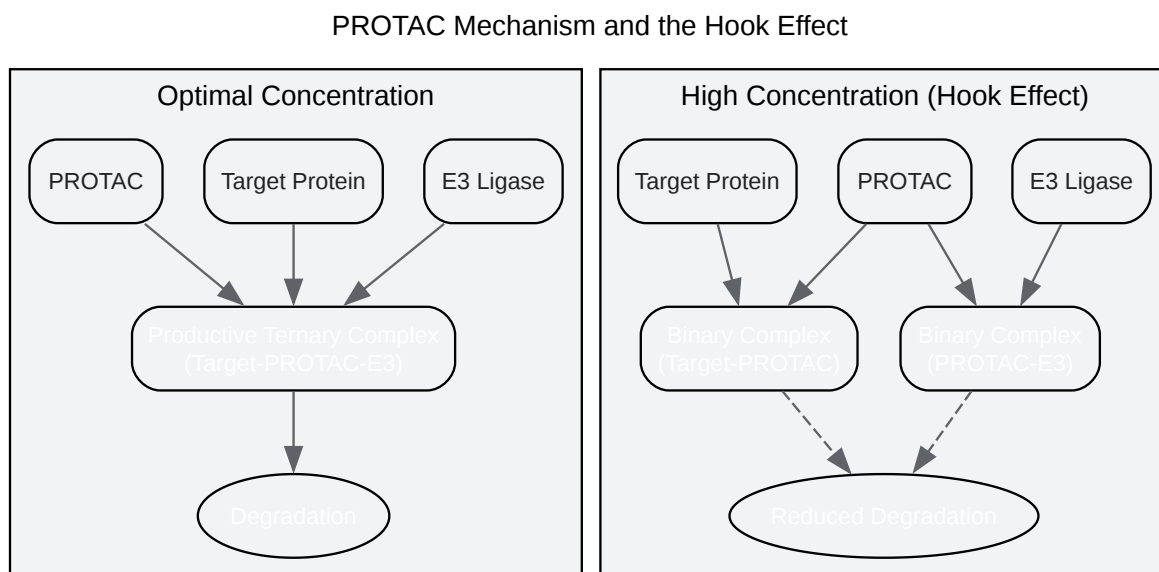 PROTAC Mechanism and the Hook Effect
Optimal Concentration
PROTAC
Target Protein
E3 Ligase
Productive Ternary Complex
(Target-PROTAC-E3)
Degradation
High Concentration (Hook Effect)
Target Protein
PROTAC
E3 Ligase
Binary Complex
(Target-PROTAC)
Binary Complex
(PROTAC-E3)
Reduced Degradation